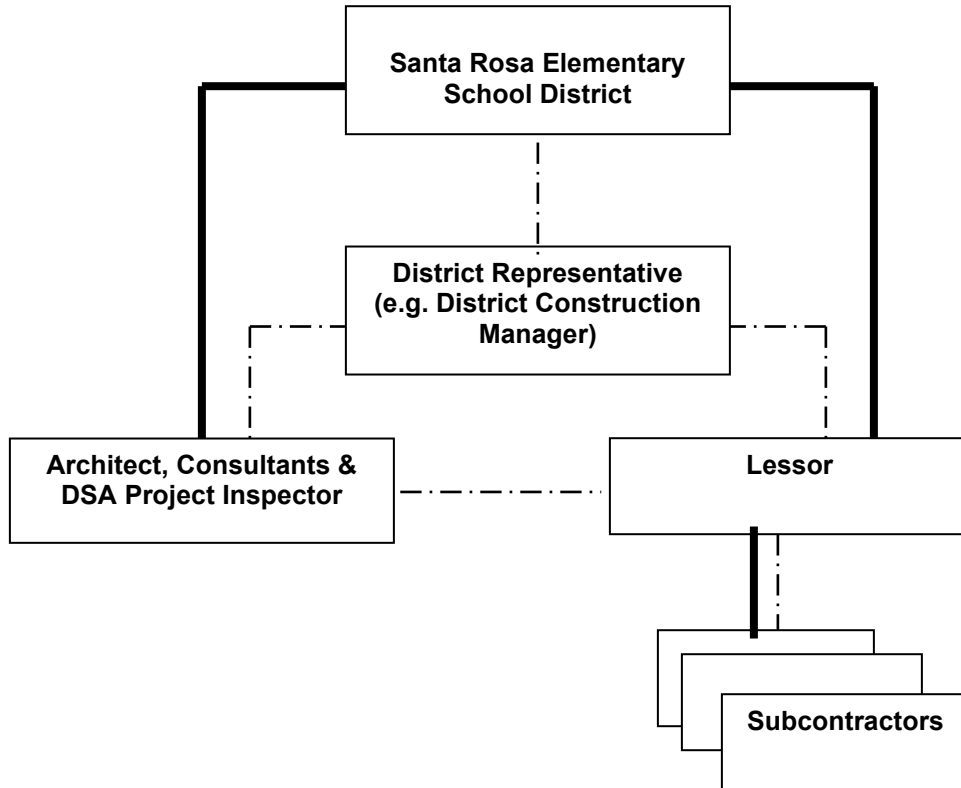 Santa Rosa Elementary
School District
District Representative
(e.g. District Construction
Manager)
Architect, Consultants &
DSA Project Inspector
Lessor
Subcontractors